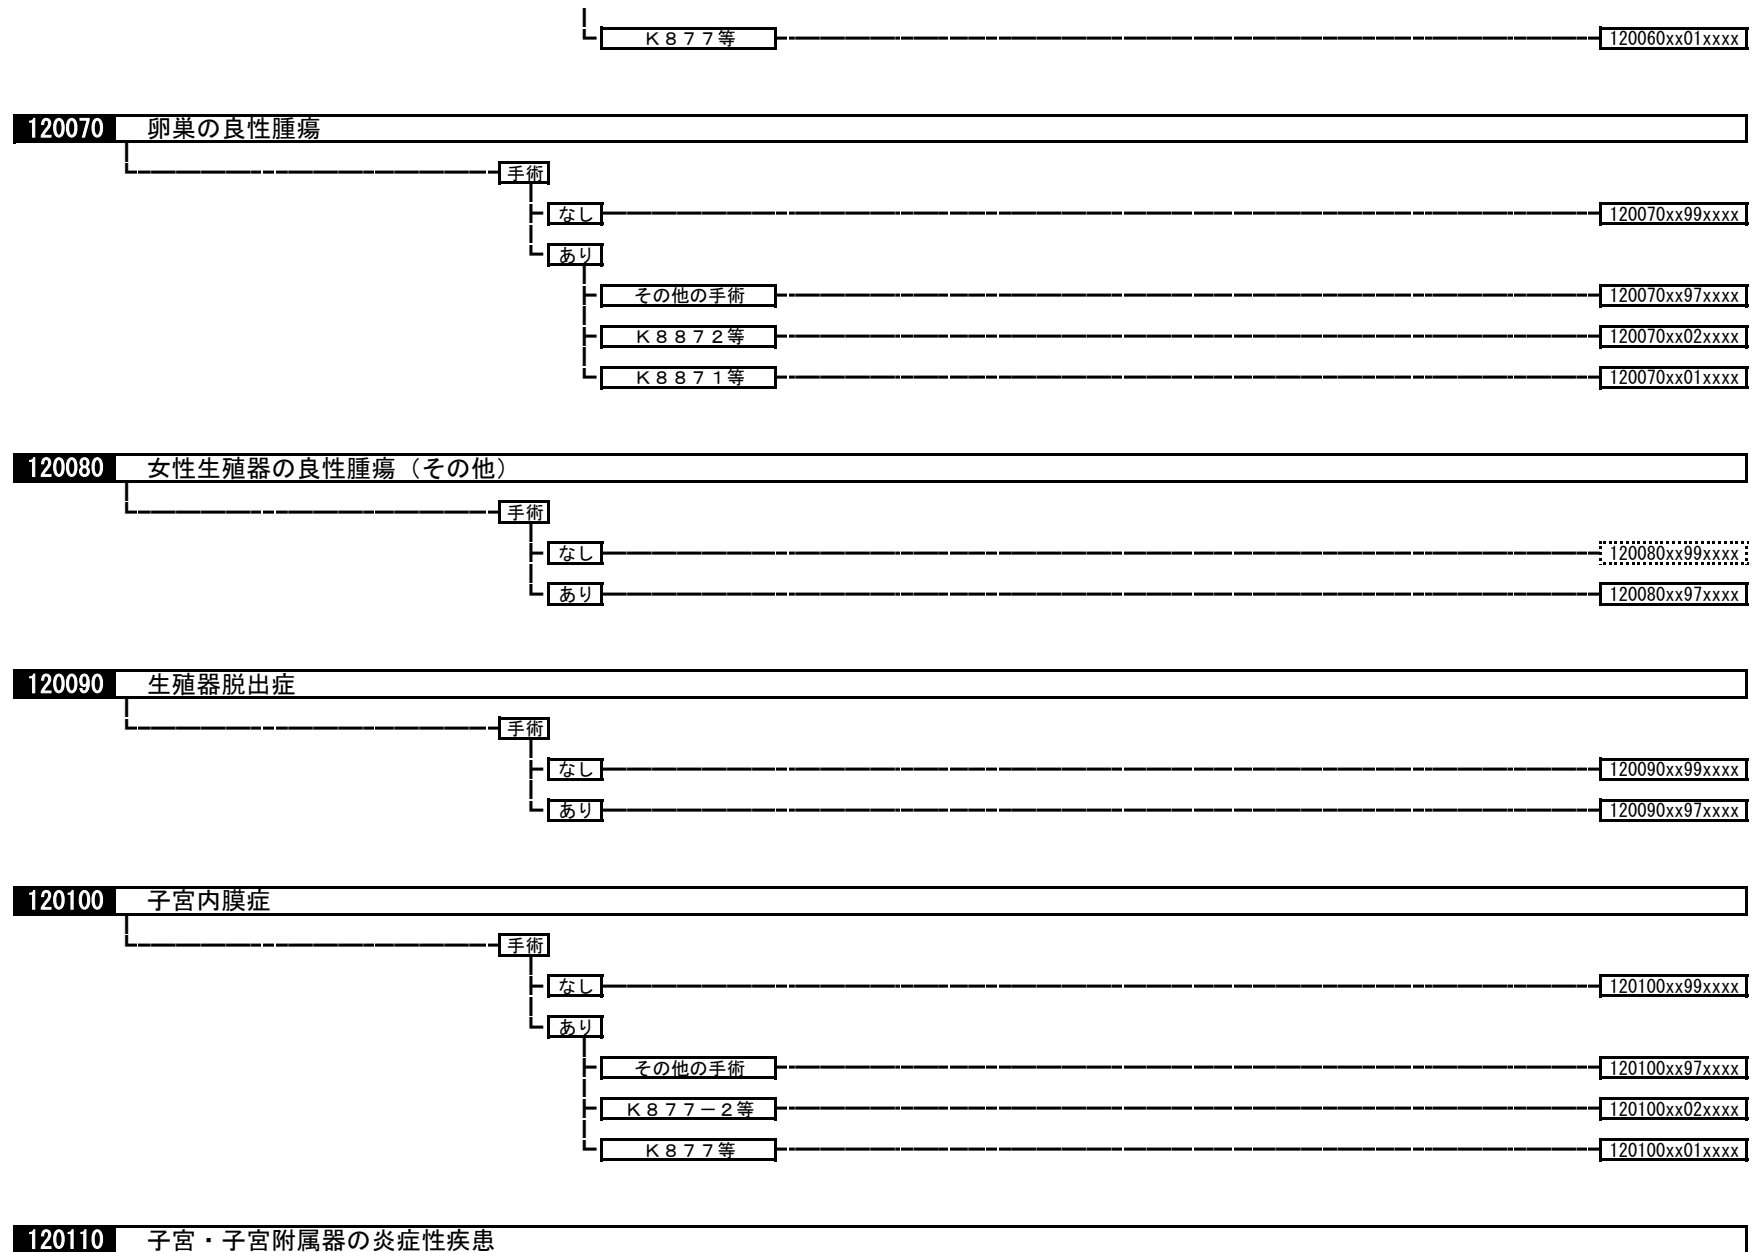 Ｋ８７７等 120060xx01xxxx
120070 卵巣の良性腫瘍
手術
なし 120070xx99xxxx
あり
その他の手術 120070xx97xxxx
Ｋ８８７２等 120070xx02xxxx
Ｋ８８７１等 120070xx01xxxx
120080 女性生殖器の良性腫瘍（その他）
手術
なし 120080xx99xxxx
あり 120080xx97xxxx
120090 生殖器脱出症
手術
なし 120090xx99xxxx
あり 120090xx97xxxx
120100 子宮内膜症
手術
なし 120100xx99xxxx
あり
その他の手術 120100xx97xxxx
Ｋ８７７－２等 120100xx02xxxx
Ｋ８７７等 120100xx01xxxx
120110 子宮・子宮附属器の炎症性疾患